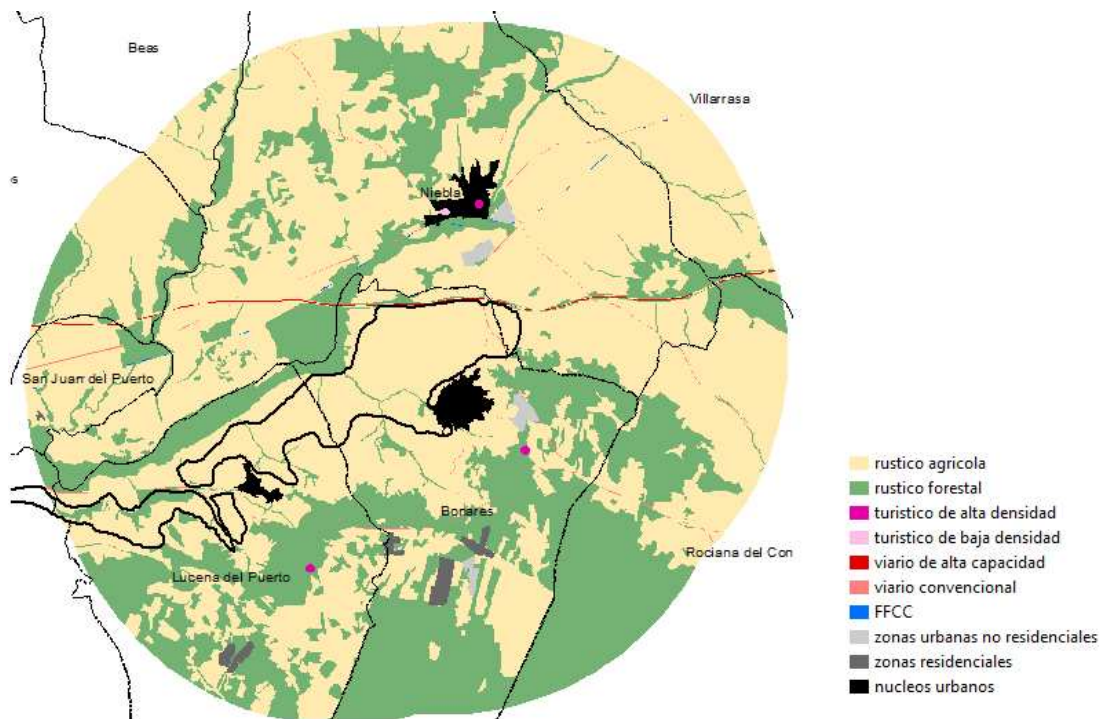 Beas
Villarrasa
s
Niebla
San Juan del Puerto
Bonares
Rociana del Con
Lucena del Puerto
rustico agricola
rustico forestal
turistico de alta densidad
turistico de baja densidad
viario de alta capacidad
viario convencional
FFCC
zonas urbanas no residenciales
zonas residenciales
nucleos urbanos